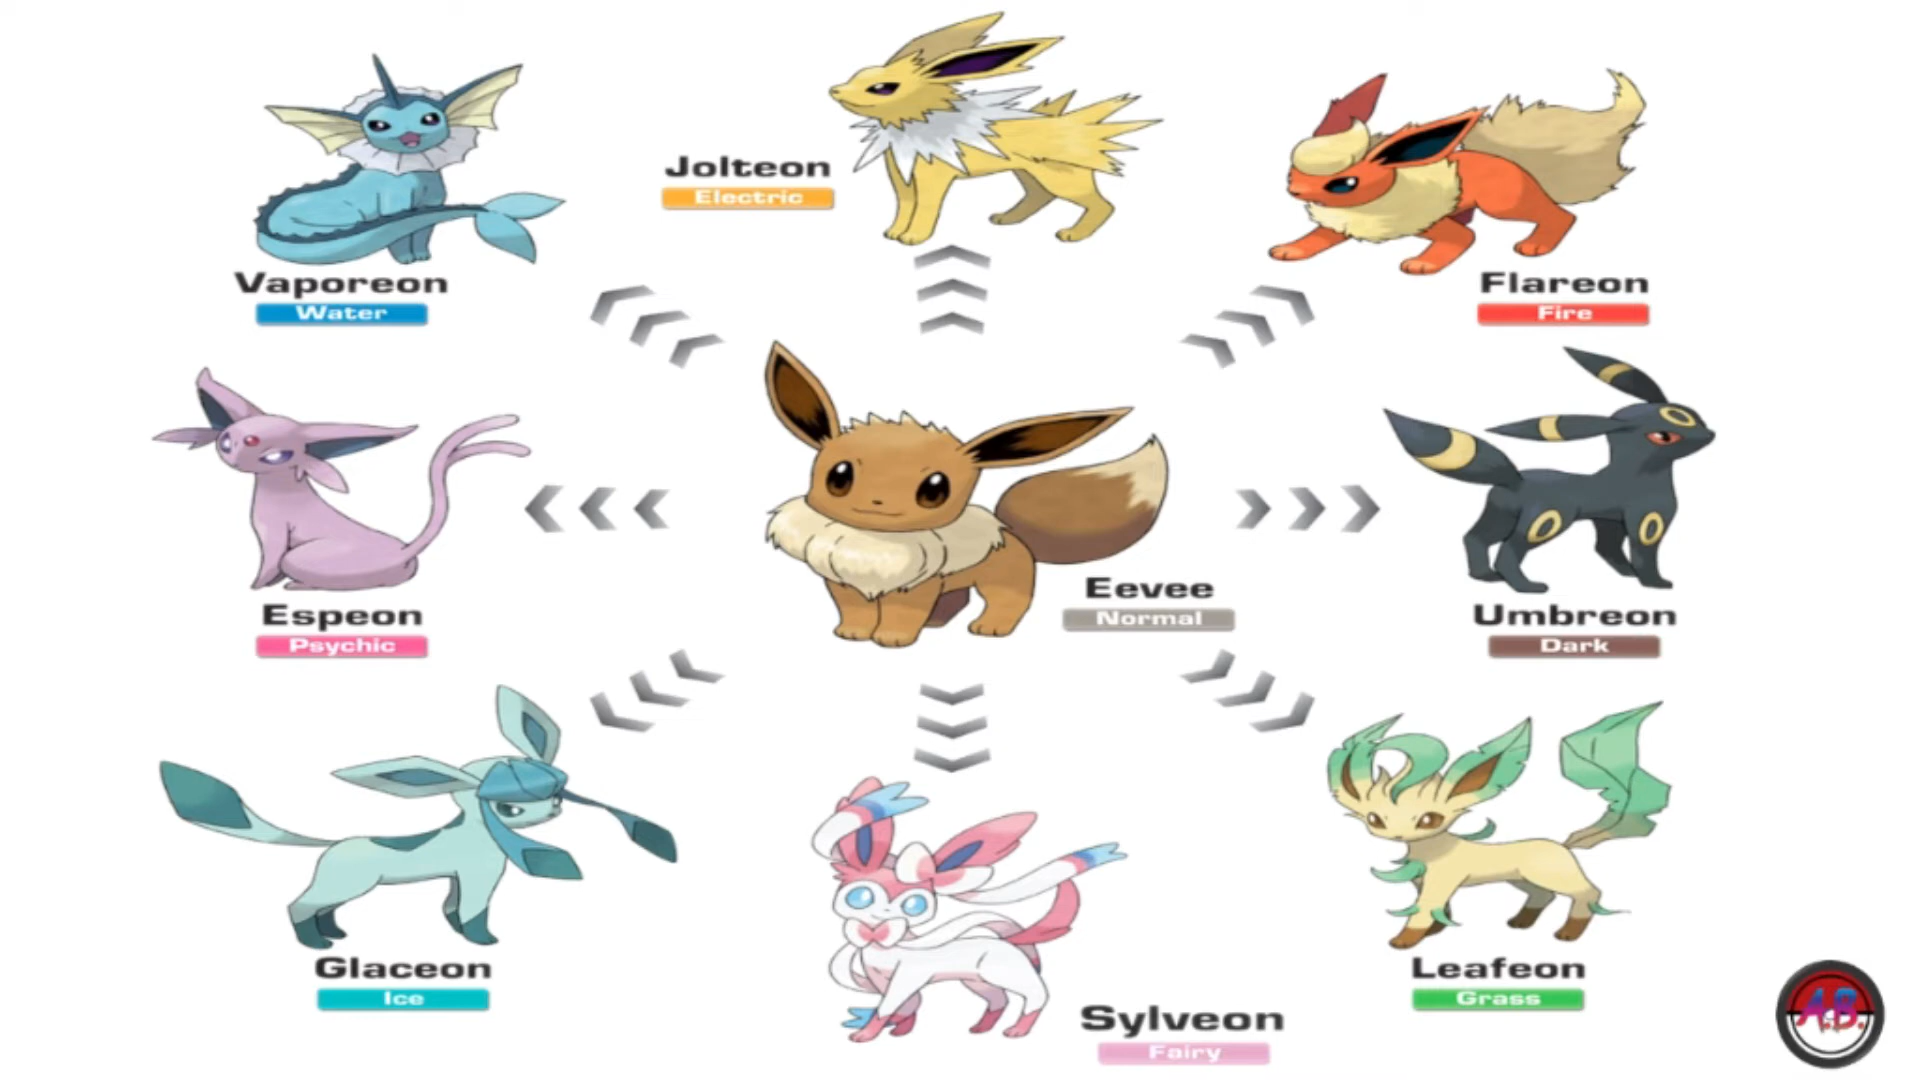 Jolteon
Electric
Vaporeon
Water
Flareon
Fire
Eevee
Normal
Espeon
Psychic
Umbreon
Dark
Glaceon
Ice
Leafeon
Grass
Sylveon
Fairy
A.B.